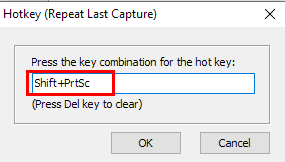 Hotkey (Repeat Last Capture)
Press the key combination for the hot key:
Shift+PrtSc
(Press Del key to clear)
OK Cancel